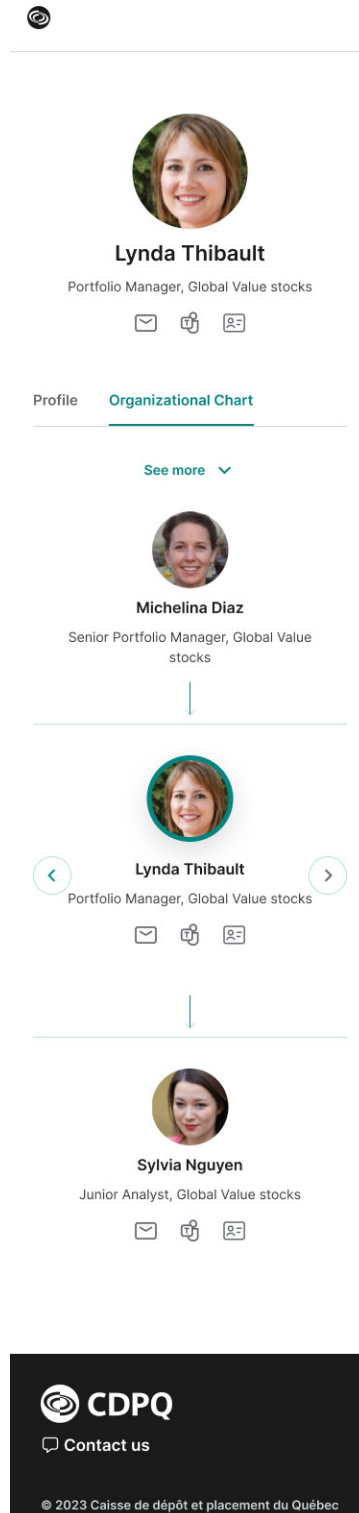 Lynda Thibault
Portfolio Manager, Global Value stocks
Profile
Organizational Chart
See more
Michelina Diaz
Senior Portfolio Manager, Global Value
stocks
Lynda Thibault
Portfolio Manager, Global Value stocks
Sylvia Nguyen
Junior Analyst, Global Value stocks
CDPQ
Contact us
© 2023 Caisse de dépôt et placement du Québec